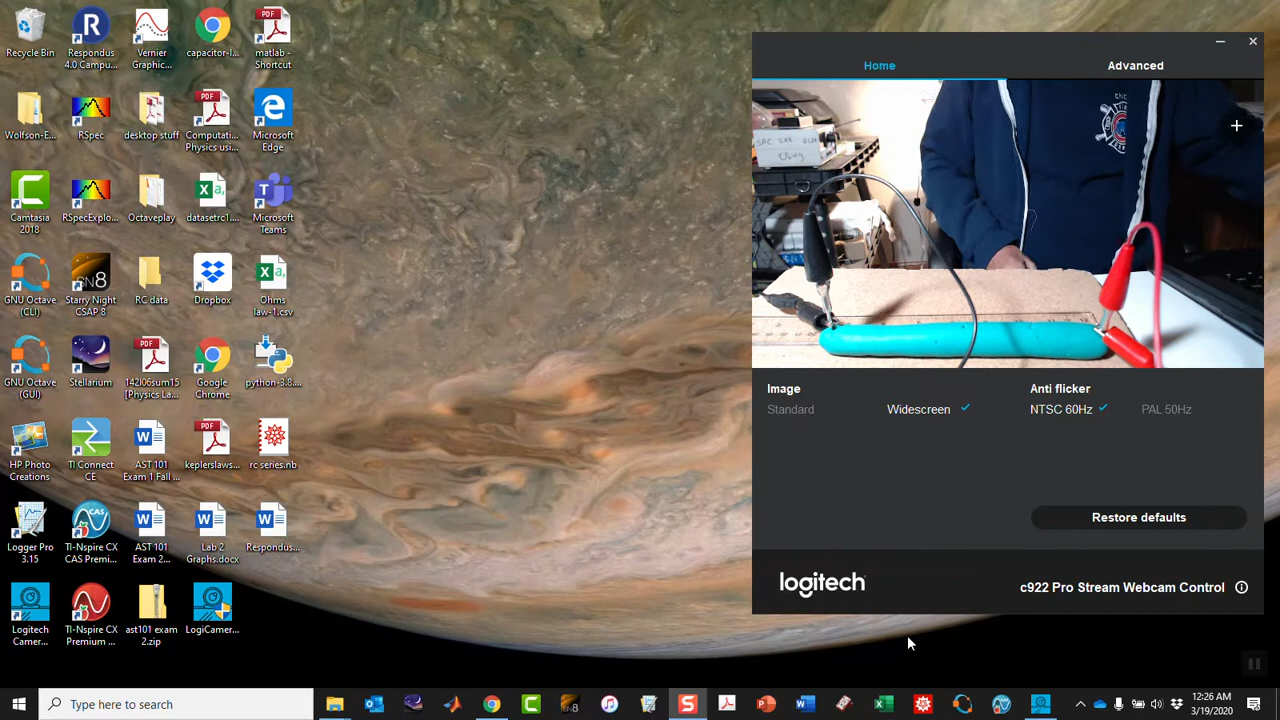 Recycle Bin
Respondus 4.0 Campu...
Vernier Graphic...
capacitor-l...
matlab - Shortcut
Wolfson-E...
RSpec
desktop stuff
Computati... Physics usi...
Microsoft Edge
Camtasia 2018
RSpecExplo...
Octaveplay
datasetrc1....
Microsoft Teams
GNU Octave (CLI)
Starry Night CSAP 8
RC data
Dropbox
Ohms law-1.csv
GNU Octave (GUI)
Stellarium
142l06sum15 [Physics La...
Google Chrome
python-3.8....
HP Photo Creations
TI Connect CE
AST 101 Exam 1 Fall ...
keplerslaws...
rc series.nb
Logger Pro 3.15
TI-Nspire CX CAS Premi...
AST 101 Exam 2...
Lab 2 Graphs.docx
Respondus...
Logitech Camer...
TI-Nspire CX Premium ...
ast101 exam 2.zip
LogiCamer...
Home
Advanced
Image
Standard
Widescreen
Anti flicker
NTSC 60Hz
PAL 50Hz
Restore defaults
logitech
c922 Pro Stream Webcam Control
Type here to search
12:26 AM
3/19/2020